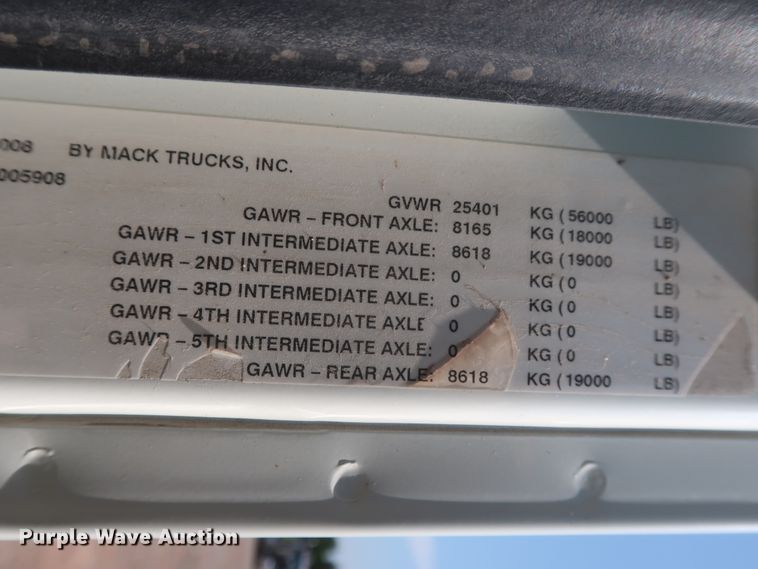 008 BY MACK TRUCKS, INC.
005908
GVWR 25401 KG ( 56000 LB)
GAWR - FRONT AXLE: 8165 KG ( 18000 LB)
GAWR - 1ST INTERMEDIATE AXLE: 8618 KG ( 19000 LB)
GAWR - 2ND INTERMEDIATE AXLE: 0 KG ( 0 LB)
GAWR - 3RD INTERMEDIATE AXLE: 0 KG ( 0 LB)
GAWR - 4TH INTERMEDIATE AXLE 0 KG ( 0 LB)
GAWR - 5TH INTERMEDIATE AXLE: 0 KG ( 0 LB)
GAWR - REAR AXLE: 8618 KG ( 19000 LB)
Purple Wave Auction